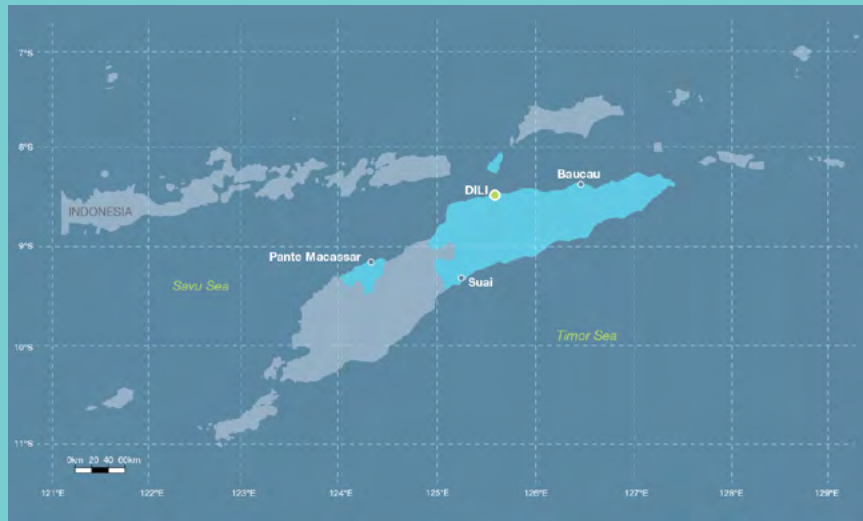 7°S
8°S
Baucau
DILI
INDONESIA
9°S
Pante Macassar
Suai
Savu Sea
Timor Sea
10°S
11°S
0km 20 40 60km
121°E 122°E 123°E 124°E 125°E 126°E 127°E 128°E 129°E